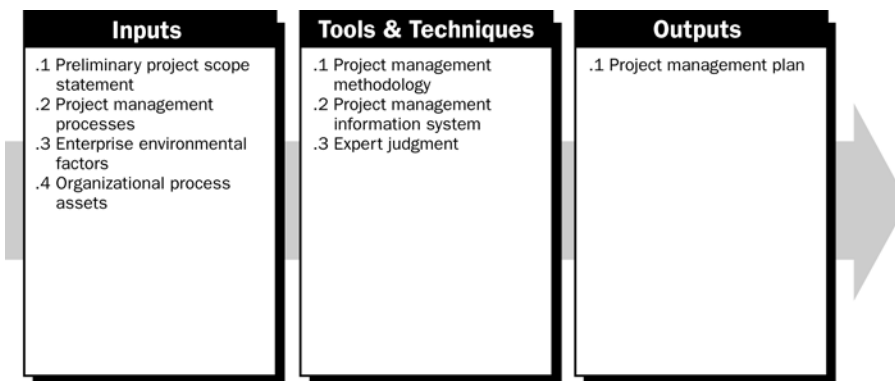 Inputs
.1 Preliminary project scope
statement
.2 Project management
processes
.3 Enterprise environmental
factors
.4 Organizational process
assets
Tools & Techniques
.1 Project management
methodology
.2 Project management
information system
.3 Expert judgment
Outputs
.1 Project management plan